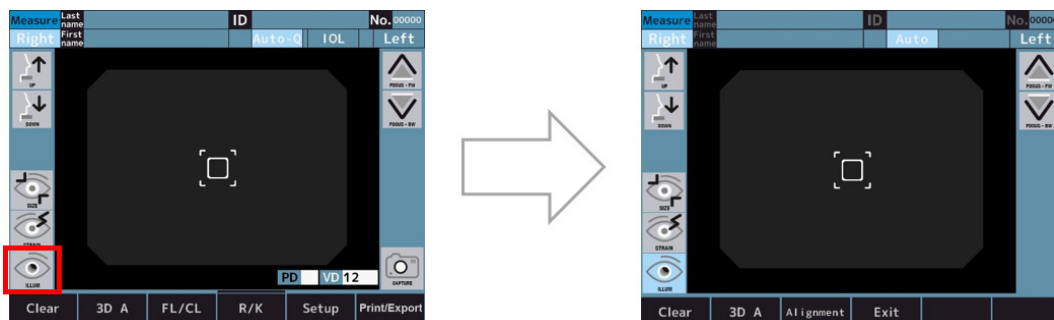 Measure Last name ID No. 00000
Right First name Auto-Q IOL Left
UP
FOCUS - FW
DOWN
FOCUS - BW
SIZE
STRAIN
ILLUM
CAPTURE
PD VD 12
Clear 3D A FL/CL R/K Setup Print/Export
Measure Last name ID No. 00000
Right First name Auto Left
UP
FOCUS - FW
DOWN
FOCUS - BW
SIZE
STRAIN
ILLUM
Clear 3D A Alignment Exit